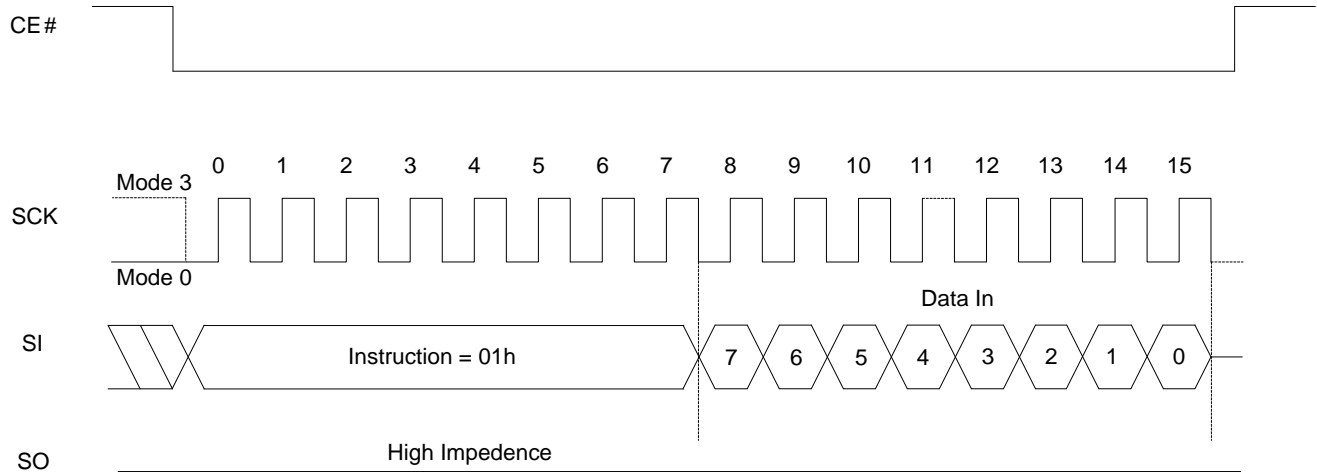 CE#
0 1 2 3 4 5 6 7 8 9 10 11 12 13 14 15
Mode 3
SCK
Mode 0
Data In
SI
Instruction = 01h
7 6 5 4 3 2 1 0
High Impedence
SO